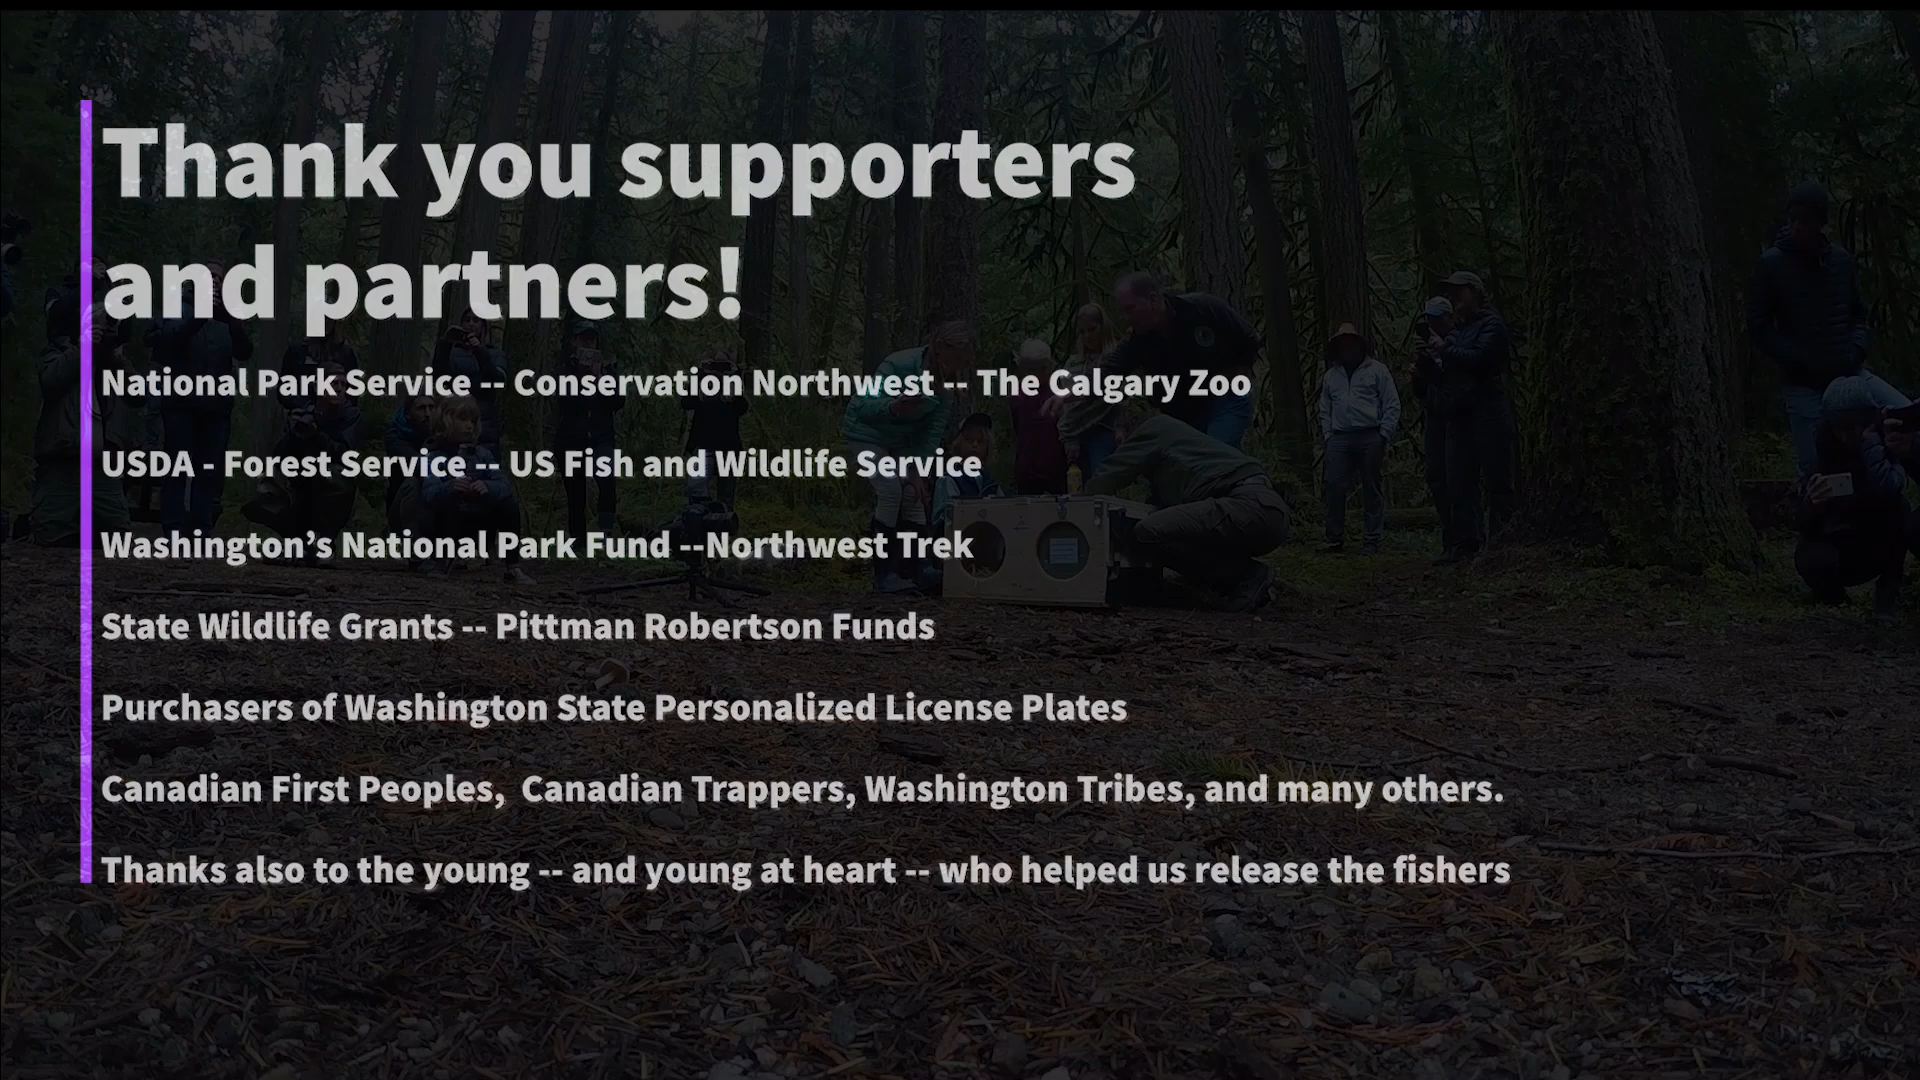 Thank you supporters
and partners!
National Park Service -- Conservation Northwest -- The Calgary Zoo
USDA - Forest Service -- US Fish and Wildlife Service
Washington’s National Park Fund --Northwest Trek
State Wildlife Grants -- Pittman Robertson Funds
Purchasers of Washington State Personalized License Plates
Canadian First Peoples,  Canadian Trappers, Washington Tribes, and many others.
Thanks also to the young -- and young at heart -- who helped us release the fishers